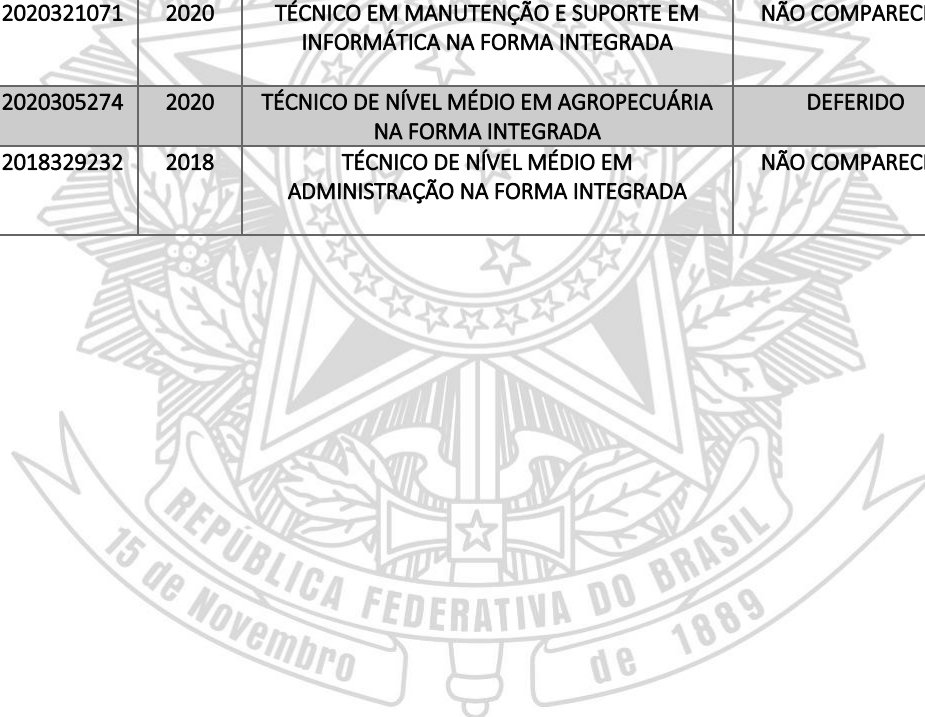 2020321071 2020 TÉCNICO EM MANUTENÇÃO E SUPORTE EM NÃO COMPARECI
INFORMÁTICA NA FORMA INTEGRADA
2020305274 2020 TÉCNICO DE NÍVEL MÉDIO EM AGROPECUÁRIA DEFERIDO
NA FORMA INTEGRADA
2018329232 2018 TÉCNICO DE NÍVEL MÉDIO EM NÃO COMPARECI
ADMINISTRAÇÃO NA FORMA INTEGRADA
REPÚBLICA FEDERATIVA DO BRASIL
15 de Novembro de 1889